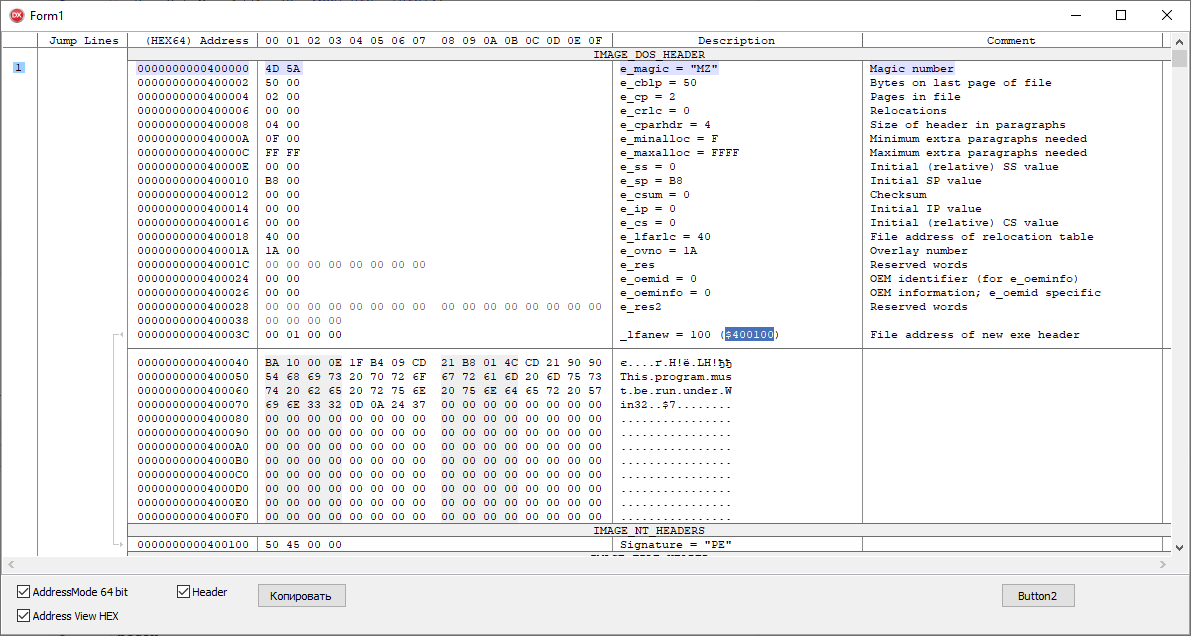 DX Form1
Jump Lines (HEX64) Address 00 01 02 03 04 05 06 07 08 09 0A 0B 0C 0D 0E 0F Description Comment
IMAGE_DOS_HEADER
1 0000000000400000 4D 5A e_magic = "MZ" Magic number
0000000000400002 50 00 e_cblp = 50 Bytes on last page of file
0000000000400004 02 00 e_cp = 2 Pages in file
0000000000400006 00 00 e_crlc = 0 Relocations
0000000000400008 04 00 e_cparhdr = 4 Size of header in paragraphs
000000000040000A 0F 00 e_minalloc = F Minimum extra paragraphs needed
000000000040000C FF FF e_maxalloc = FFFF Maximum extra paragraphs needed
000000000040000E 00 00 e_ss = 0 Initial (relative) SS value
0000000000400010 B8 00 e_sp = B8 Initial SP value
0000000000400012 00 00 e_csum = 0 Checksum
0000000000400014 00 00 e_ip = 0 Initial IP value
0000000000400016 00 00 e_cs = 0 Initial (relative) CS value
0000000000400018 40 00 e_lfarlc = 40 File address of relocation table
000000000040001A 1A 00 e_ovno = 1A Overlay number
000000000040001C 00 00 00 00 00 00 00 00 e_res Reserved words
0000000000400024 00 00 e_oemid = 0 OEM identifier (for e_oeminfo)
0000000000400026 00 00 e_oeminfo = 0 OEM information; e_oemid specific
0000000000400028 00 00 00 00 00 00 00 00 00 00 00 00 00 00 00 00 e_res2 Reserved words
0000000000400038 00 00 00 00
000000000040003C 00 01 00 00 _lfanew = 100 ($400100) File address of new exe header
0000000000400040 BA 10 00 0E 1F B4 09 CD 21 B8 01 4C CD 21 90 90 є....ґ.Н!ё.LН!ђђ
0000000000400050 54 68 69 73 20 70 72 6F 67 72 61 6D 20 6D 75 73 This.program.mus
0000000000400060 74 20 62 65 20 72 75 6E 20 75 6E 64 65 72 20 57 t.be.run.under.W
0000000000400070 69 6E 33 32 0D 0A 24 37 00 00 00 00 00 00 00 00 in32..$7........
0000000000400080 00 00 00 00 00 00 00 00 00 00 00 00 00 00 00 00 ................
0000000000400090 00 00 00 00 00 00 00 00 00 00 00 00 00 00 00 00 ................
00000000004000A0 00 00 00 00 00 00 00 00 00 00 00 00 00 00 00 00 ................
00000000004000B0 00 00 00 00 00 00 00 00 00 00 00 00 00 00 00 00 ................
00000000004000C0 00 00 00 00 00 00 00 00 00 00 00 00 00 00 00 00 ................
00000000004000D0 00 00 00 00 00 00 00 00 00 00 00 00 00 00 00 00 ................
00000000004000E0 00 00 00 00 00 00 00 00 00 00 00 00 00 00 00 00 ................
00000000004000F0 00 00 00 00 00 00 00 00 00 00 00 00 00 00 00 00 ................
IMAGE_NT_HEADERS
0000000000400100 50 45 00 00 Signature = "PE"
AddressMode 64 bit Header Копировать Button2
Address View HEX